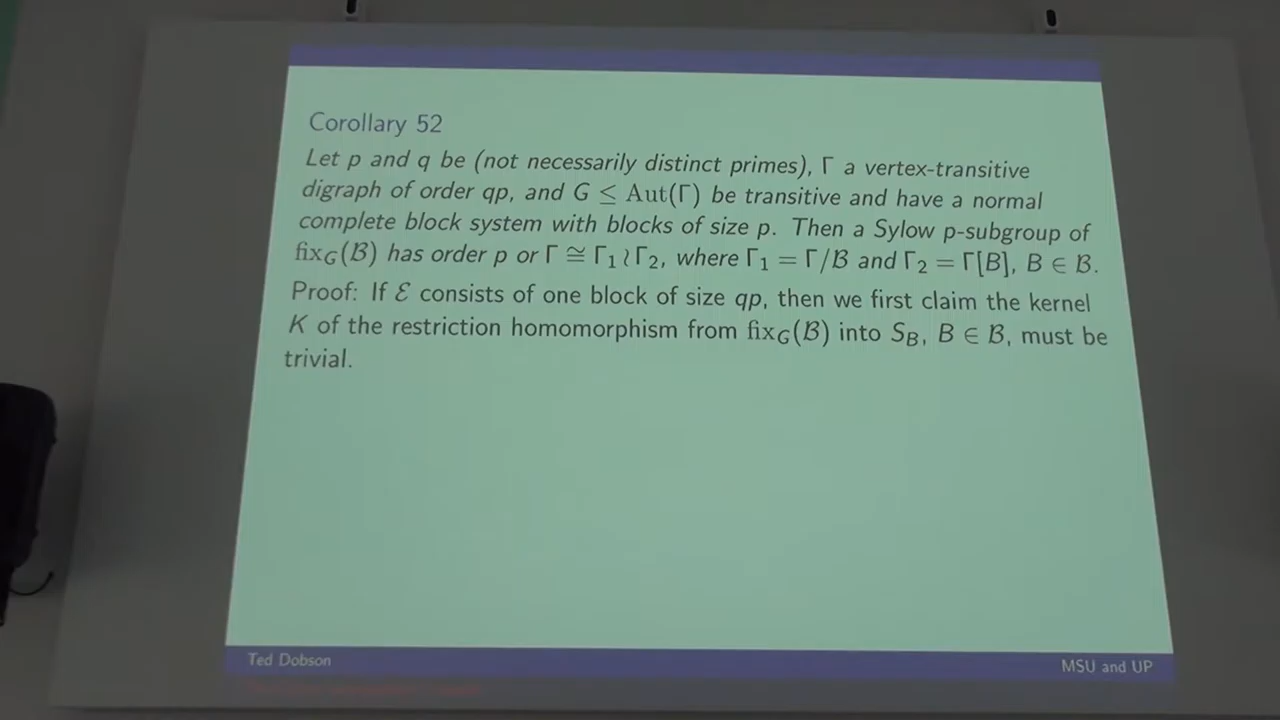 Corollary 52
Let p and q be (not necessarily distinct primes), Γ a vertex-transitive
digraph of order qp, and G ≤ Aut(Γ) be transitive and have a normal
complete block system with blocks of size p. Then a Sylow p-subgroup of
fix_G(ℬ) has order p or Γ ≅ Γ₁ ≀ Γ₂, where Γ₁ = Γ/ℬ and Γ₂ = Γ[B], B ∈ ℬ.
Proof: If ℰ consists of one block of size qp, then we first claim the kernel
K of the restriction homomorphism from fix_G(ℬ) into S_B, B ∈ ℬ, must be
trivial.
Ted Dobson
MSU and UP